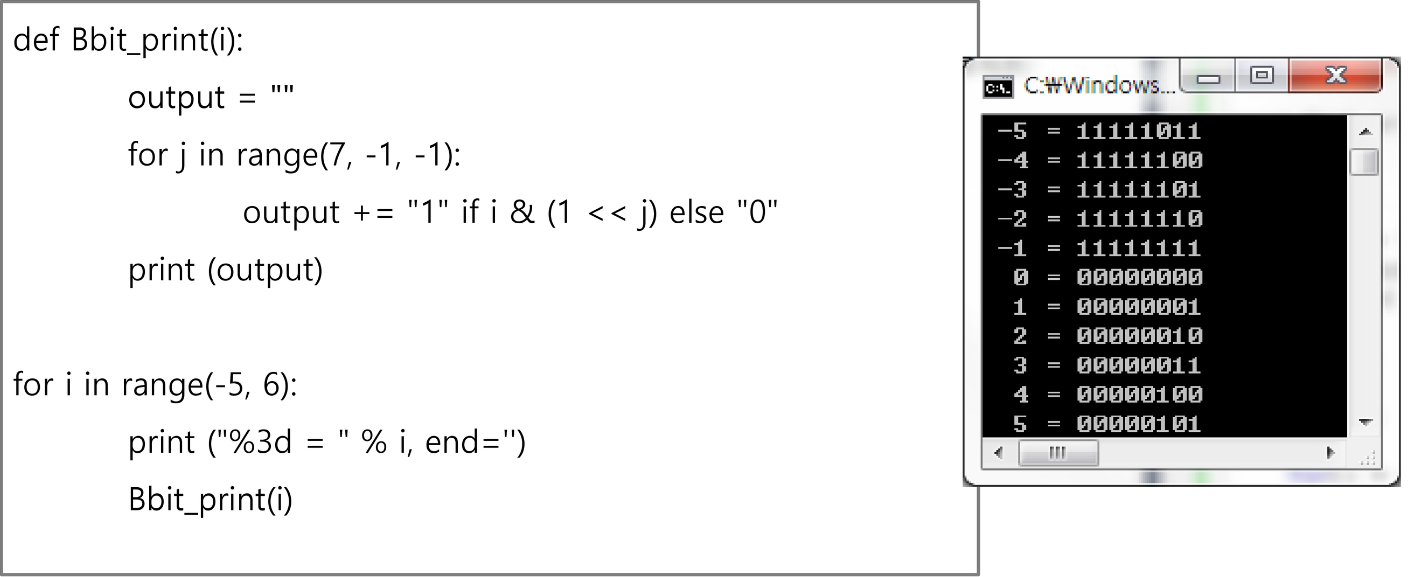 def Bbit_print(i):
output = ""
for j in range(7, -1, -1):
output += "1" if i & (1 << j) else "0"
print (output)
for i in range(-5, 6):
print ("%3d = " % i, end='')
Bbit_print(i)
C:\. C:₩Windows...
-5 = 11111011
-4 = 11111100
-3 = 11111101
-2 = 11111110
-1 = 11111111
0 = 00000000
1 = 00000001
2 = 00000010
3 = 00000011
4 = 00000100
5 = 00000101